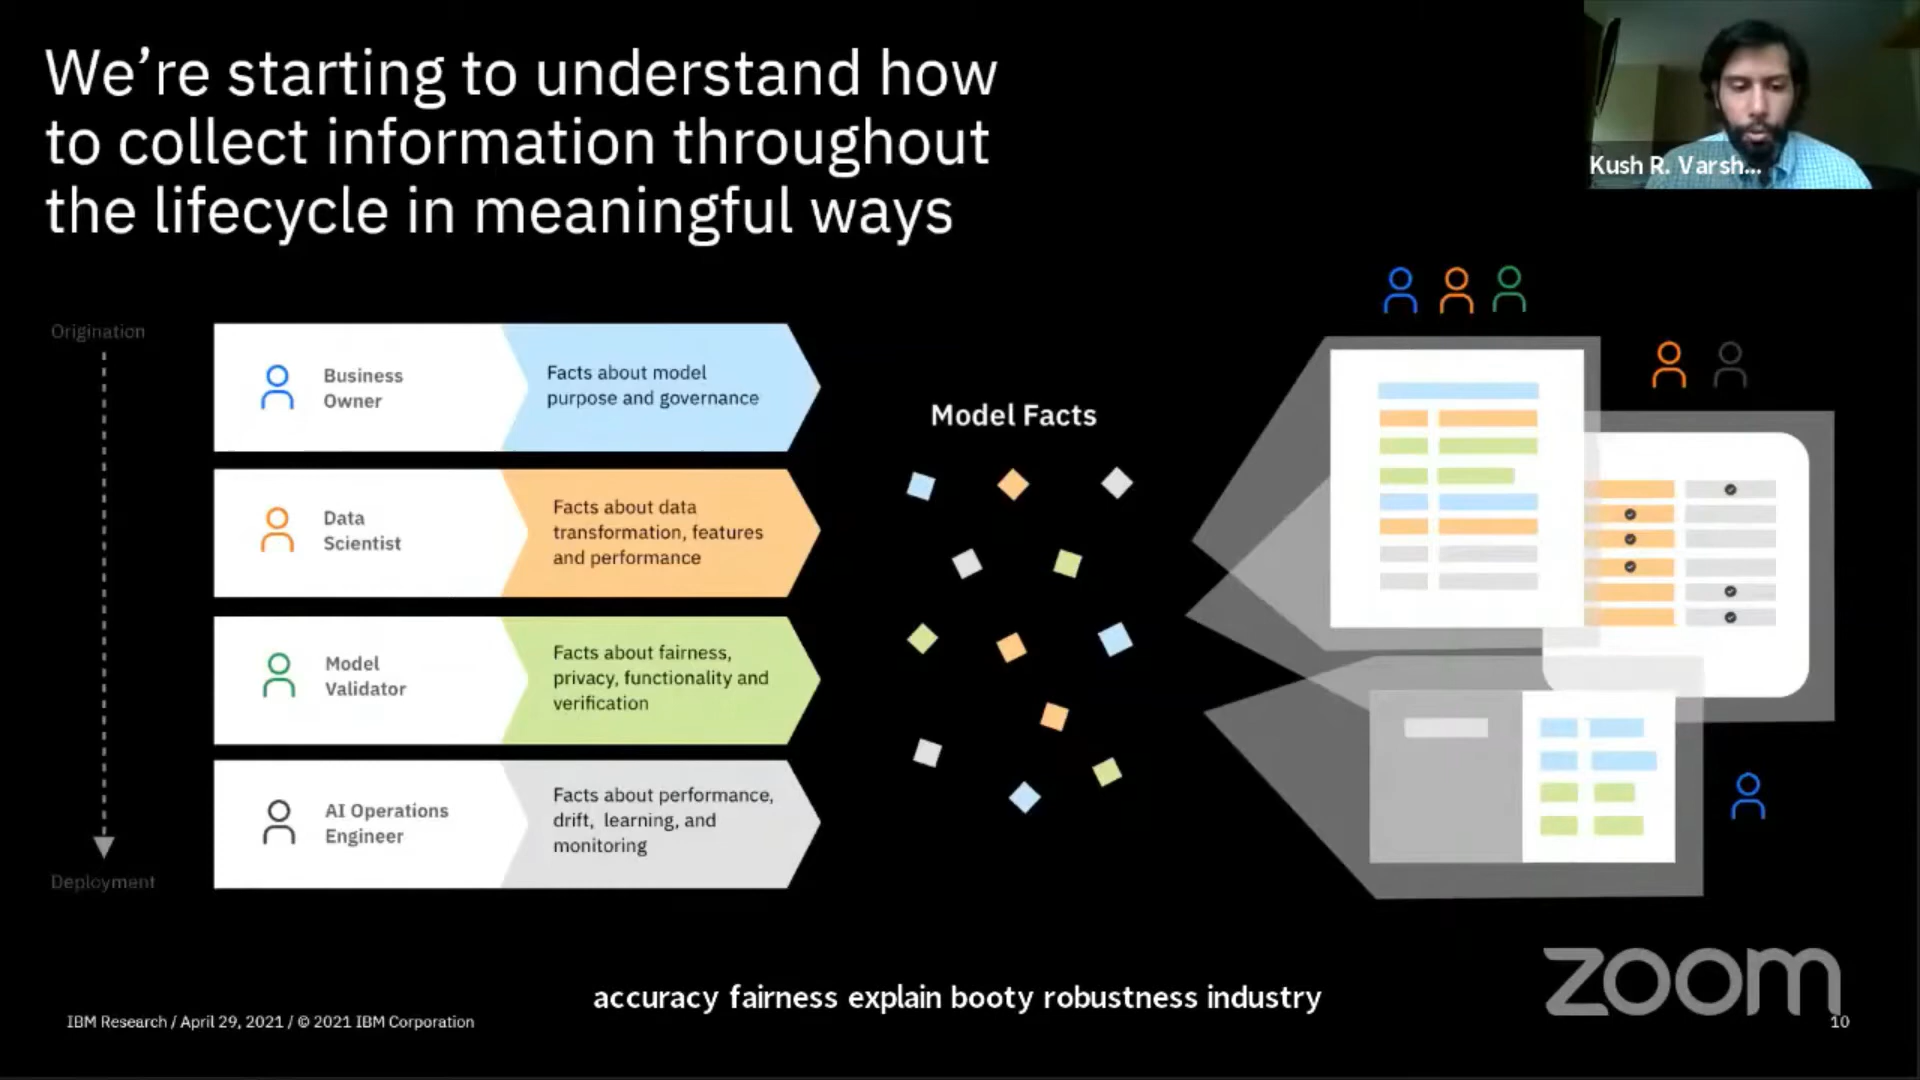 We're starting to understand how
to collect information throughout
the lifecycle in meaningful ways
Kush R. Varsh...
Origination
Business
Owner
Facts about model
purpose and governance
Data
Scientist
Facts about data
transformation, features
and performance
Model
Validator
Facts about fairness,
privacy, functionality and
verification
AI Operations
Engineer
Facts about performance,
drift, learning, and
monitoring
Deployment
Model Facts
accuracy fairness explain booty robustness industry
IBM Research / April 29, 2021 / © 2021 IBM Corporation
zoom
10